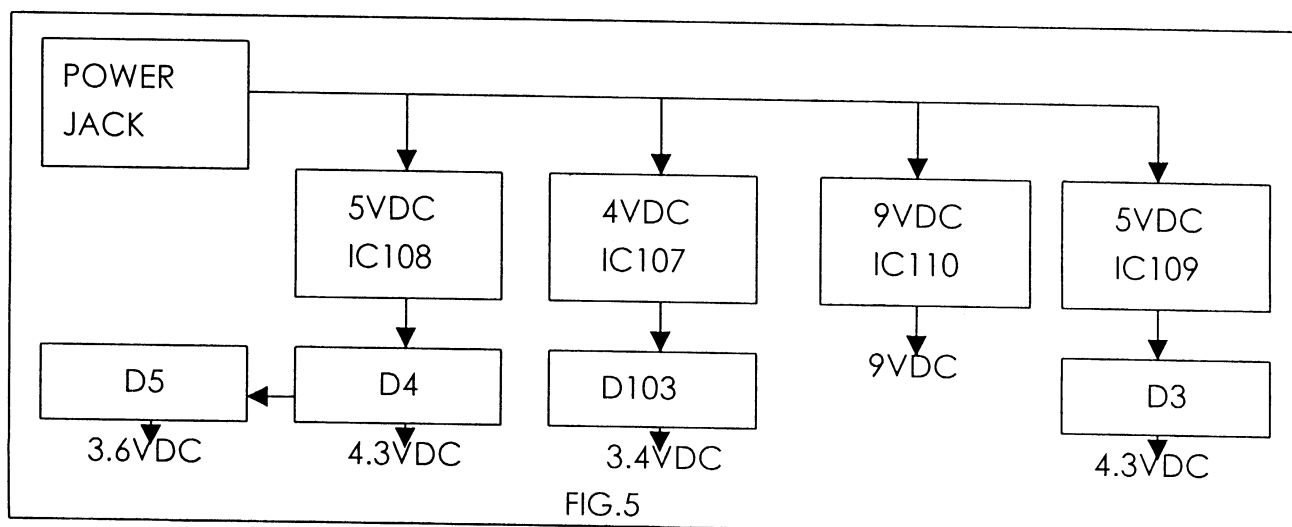 POWER
JACK
5VDC
IC108
4VDC
IC107
9VDC
IC110
5VDC
IC109
D5
D4
D103
9VDC
D3
3.6VDC
4.3VDC
3.4VDC
4.3VDC
FIG.5